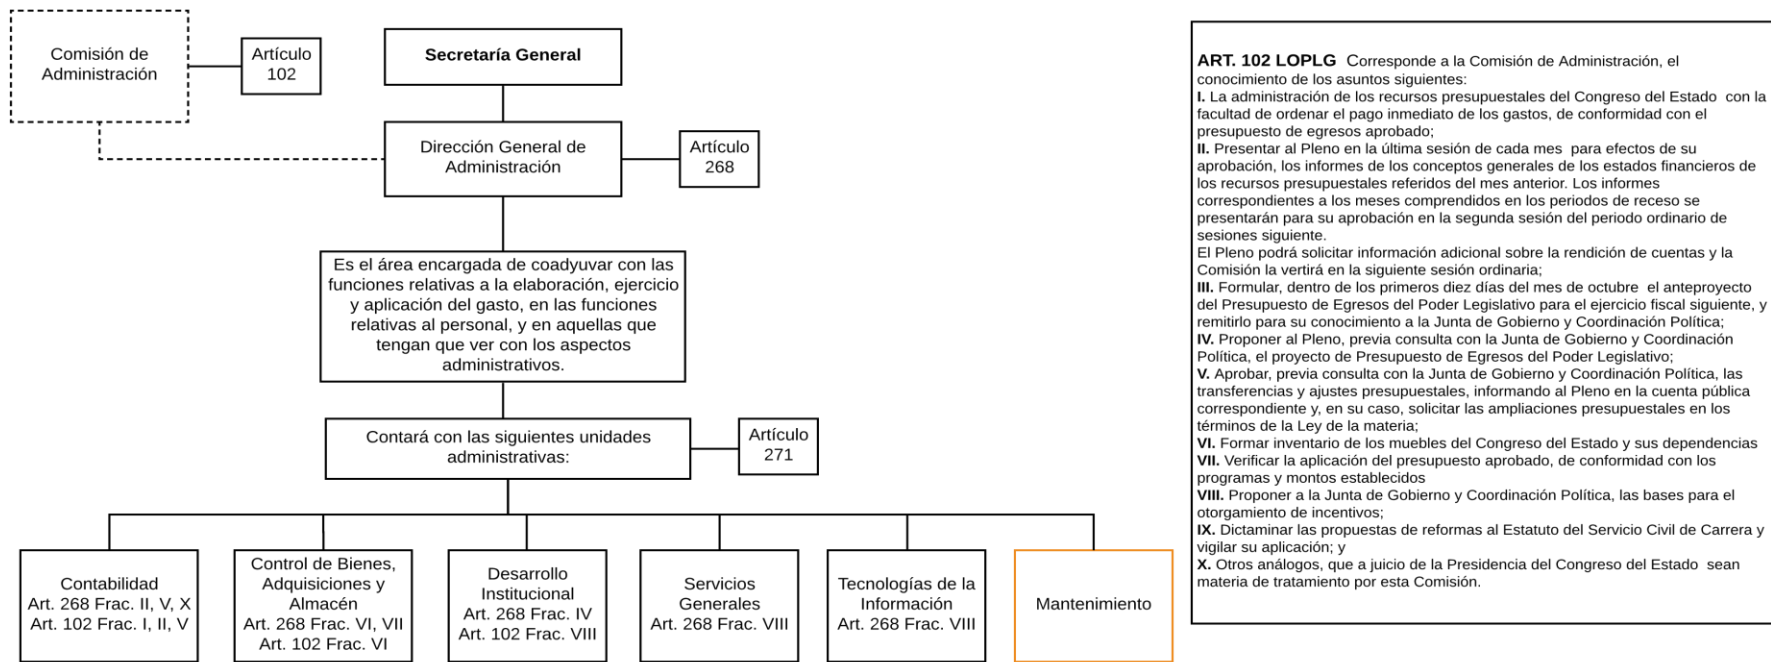 Comisión de
Administración
Artículo
102
Secretaría General
Dirección General de
Administración
Artículo
268
Es el área encargada de coadyuvar con las
funciones relativas a la elaboración, ejercicio
y aplicación del gasto, en las funciones
relativas al personal, y en aquellas que
tengan que ver con los aspectos
administrativos.
Contará con las siguientes unidades
administrativas:
Artículo
271
Contabilidad
Art. 268 Frac. II, V, X
Art. 102 Frac. I, II, V
Control de Bienes,
Adquisiciones y
Almacén
Art. 268 Frac. VI, VII
Art. 102 Frac. VI
Desarrollo
Institucional
Art. 268 Frac. IV
Art. 102 Frac. VIII
Servicios
Generales
Art. 268 Frac. VIII
Tecnologías de la
Información
Art. 268 Frac. VIII
Mantenimiento
ART. 102 LOPLG Corresponde a la Comisión de Administración, el
conocimiento de los asuntos siguientes:
I. La administración de los recursos presupuestales del Congreso del Estado con la
facultad de ordenar el pago inmediato de los gastos, de conformidad con el
presupuesto de egresos aprobado;
II. Presentar al Pleno en la última sesión de cada mes para efectos de su
aprobación, los informes de los conceptos generales de los estados financieros de
los recursos presupuestales referidos del mes anterior. Los informes
correspondientes a los meses comprendidos en los periodos de receso se
presentarán para su aprobación en la segunda sesión del periodo ordinario de
sesiones siguiente.
El Pleno podrá solicitar información adicional sobre la rendición de cuentas y la
Comisión la vertirá en la siguiente sesión ordinaria;
III. Formular, dentro de los primeros diez días del mes de octubre el anteproyecto
del Presupuesto de Egresos del Poder Legislativo para el ejercicio fiscal siguiente, y
remitirlo para su conocimiento a la Junta de Gobierno y Coordinación Política;
IV. Proponer al Pleno, previa consulta con la Junta de Gobierno y Coordinación
Política, el proyecto de Presupuesto de Egresos del Poder Legislativo;
V. Aprobar, previa consulta con la Junta de Gobierno y Coordinación Política, las
transferencias y ajustes presupuestales, informando al Pleno en la cuenta pública
correspondiente y, en su caso, solicitar las ampliaciones presupuestales en los
términos de la Ley de la materia;
VI. Formar inventario de los muebles del Congreso del Estado y sus dependencias
VII. Verificar la aplicación del presupuesto aprobado, de conformidad con los
programas y montos establecidos
VIII. Proponer a la Junta de Gobierno y Coordinación Política, las bases para el
otorgamiento de incentivos;
IX. Dictaminar las propuestas de reformas al Estatuto del Servicio Civil de Carrera y
vigilar su aplicación; y
X. Otros análogos, que a juicio de la Presidencia del Congreso del Estado sean
materia de tratamiento por esta Comisión.